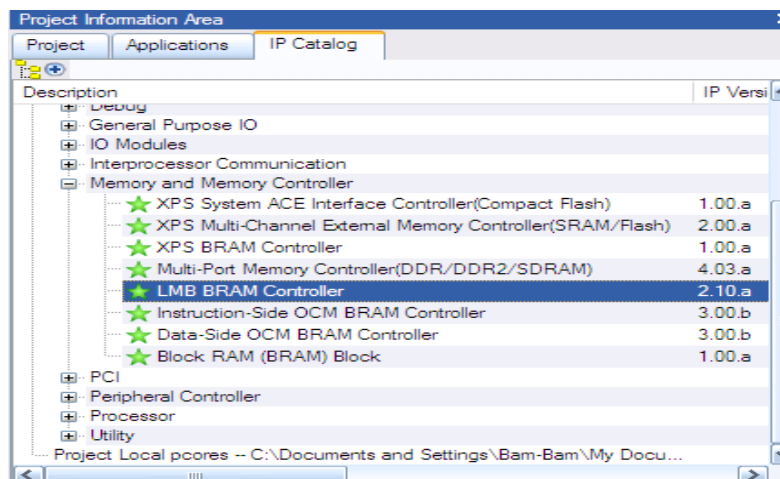 Project Information Area
Project Applications IP Catalog
Description IP Versi
Debug
General Purpose IO
IO Modules
Interprocessor Communication
Memory and Memory Controller
XPS System ACE Interface Controller(Compact Flash) 1.00.a
XPS Multi-Channel External Memory Controller(SRAM/Flash) 2.00.a
XPS BRAM Controller 1.00.a
Multi-Port Memory Controller(DDR/DDR2/SDRAM) 4.03.a
LMB BRAM Controller 2.10.a
Instruction-Side OCM BRAM Controller 3.00.b
Data-Side OCM BRAM Controller 3.00.b
Block RAM (BRAM) Block 1.00.a
PCI
Peripheral Controller
Processor
Utility
Project Local pcores -- C:\Documents and Settings\Bam-Bam\My Docu...